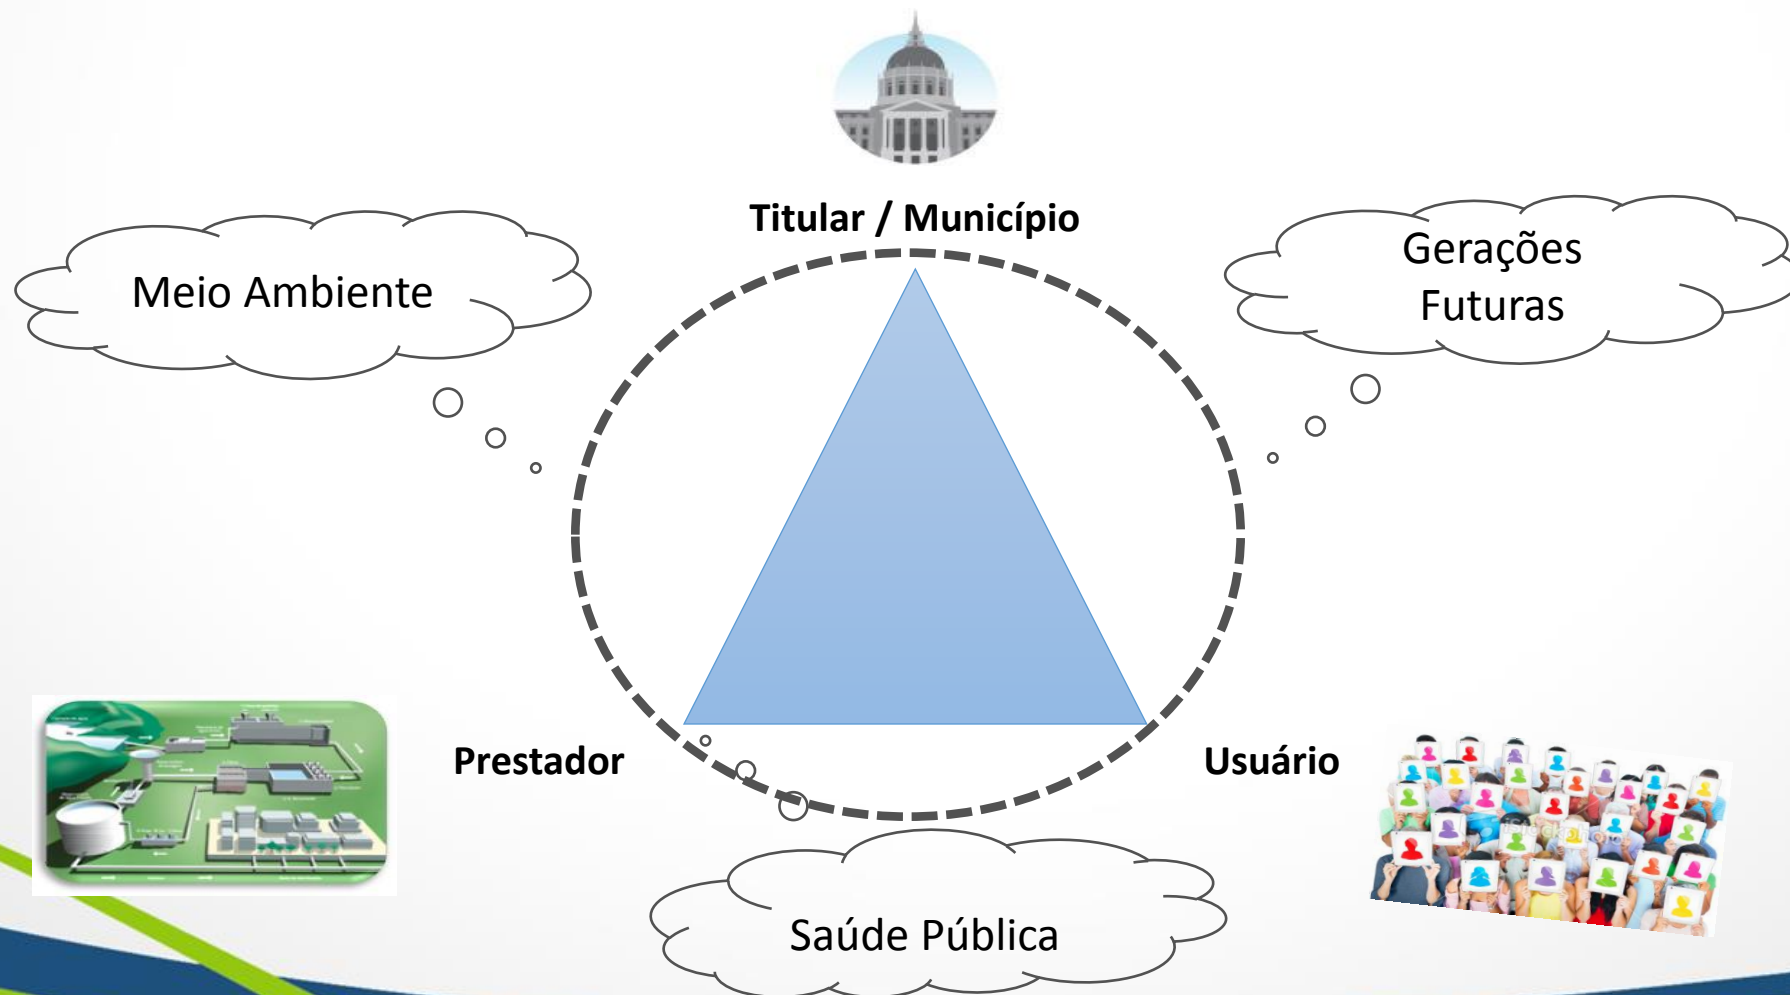 Titular / Município
Meio Ambiente
Gerações
Futuras
Prestador
Usuário
Saúde Pública